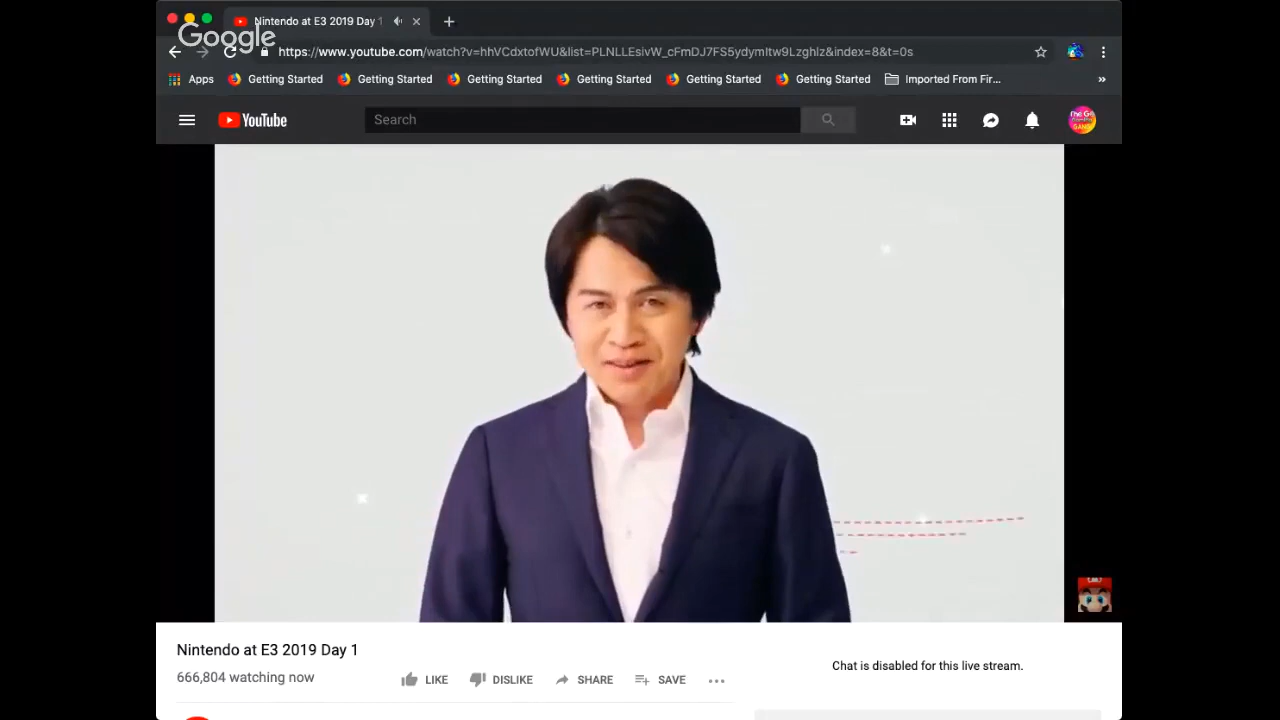 Nintendo at E3 2019 Day 1
Google
https://www.youtube.com/watch?v=hhVCdxtofWU&list=PLNLLEsivW_cFmDJ7FS5ydymItw9Lzghlz&index=8&t=0s
Apps Getting Started Getting Started Getting Started Getting Started Getting Started Getting Started Imported From Fir... »
Youube
Search
Nintendo at E3 2019 Day 1
666,804 watching now
LIKE DISLIKE SHARE SAVE ...
Chat is disabled for this live stream.